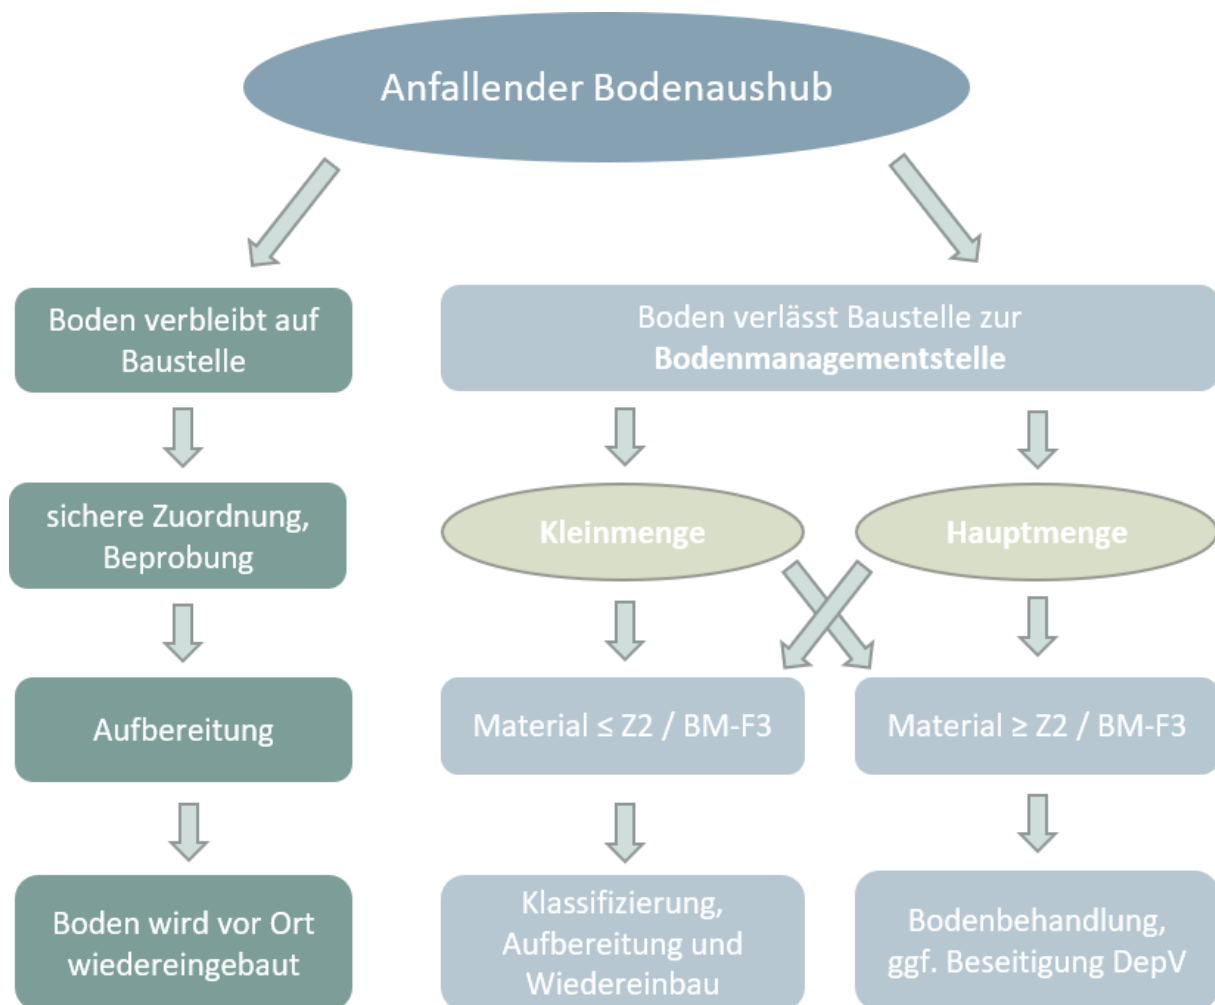 Anfallender Bodenaushub
Boden verbleibt auf
Baustelle
Boden verlässt Baustelle zur
Bodenmanagementstelle
sichere Zuordnung,
Beprobung
Kleinmenge
Hauptmenge
Aufbereitung
Material ≤ Z2 / BM-F3
Material ≥ Z2 / BM-F3
Boden wird vor Ort
wiedereingebaut
Klassifizierung,
Aufbereitung und
Wiedereinbau
Bodenbehandlung,
ggf. Beseitigung DepV